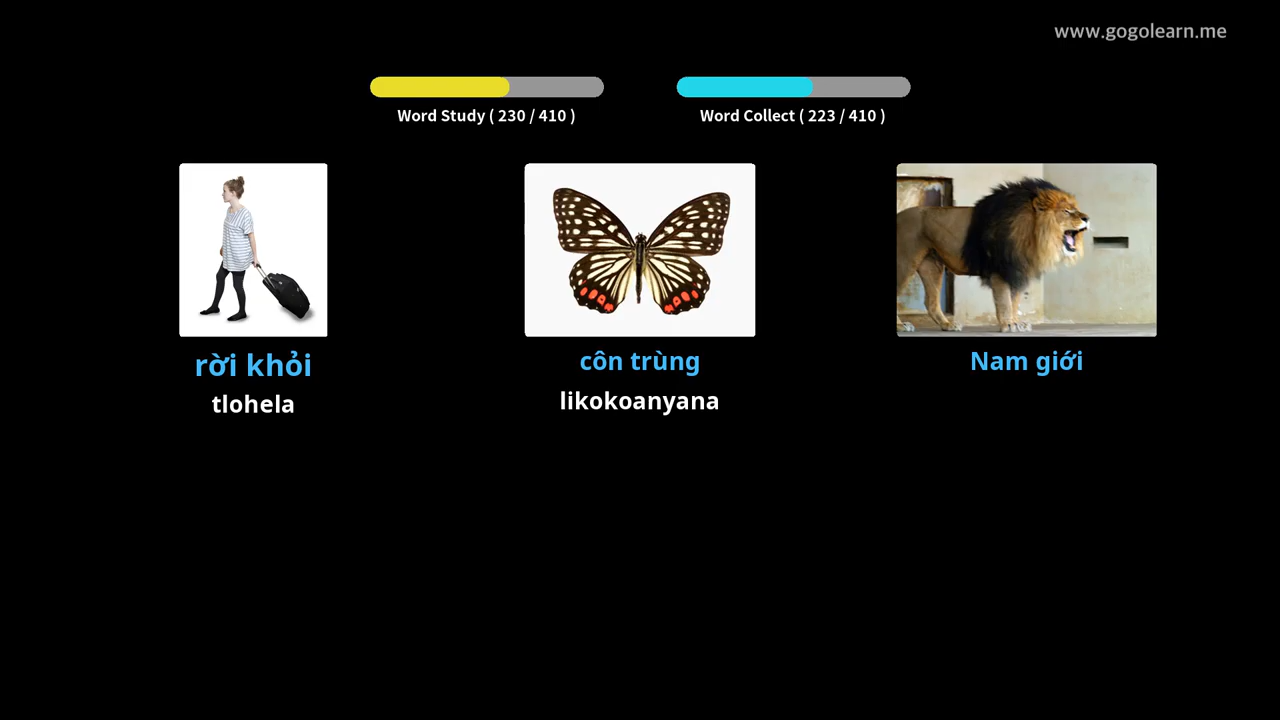 www.gogolearn.me
Word Study ( 230 / 410 )
Word Collect ( 223 / 410 )
rời khỏi
tlohela
côn trùng
likokoanyana
Nam giới